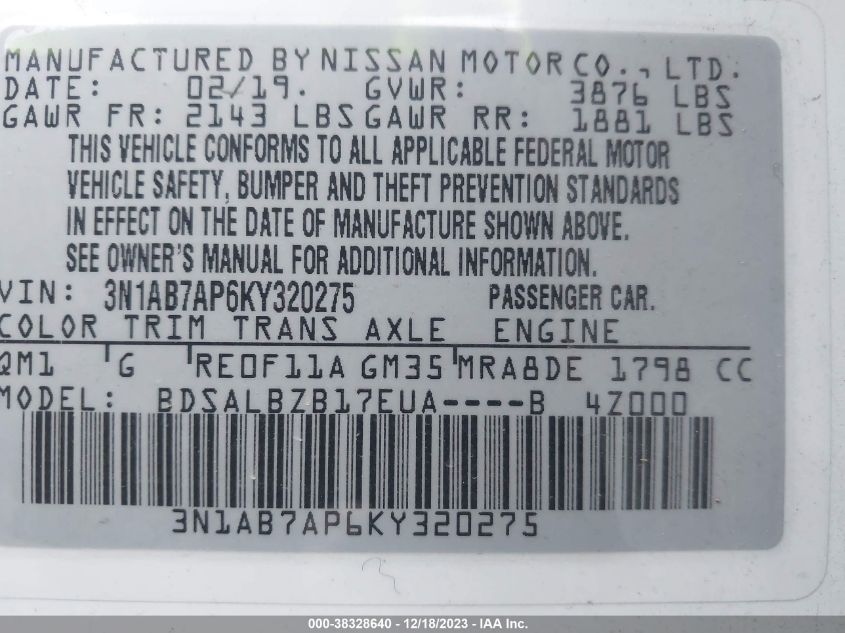 MANUFACTURED BY NISSAN MOTOR CO., LTD.
DATE: 02/19. GVWR: 3876 LBS
GAWR FR: 2143 LBS GAWR RR: 1881 LBS
THIS VEHICLE CONFORMS TO ALL APPLICABLE FEDERAL MOTOR
VEHICLE SAFETY, BUMPER AND THEFT PREVENTION STANDARDS
IN EFFECT ON THE DATE OF MANUFACTURE SHOWN ABOVE.
SEE OWNER'S MANUAL FOR ADDITIONAL INFORMATION.
VIN: 3N1AB7AP6KY320275 PASSENGER CAR.
COLOR TRIM TRANS AXLE ENGINE
QM1 G RE0F11A GM35 MRA8DE 1798 CC
MODEL: BDSALBZB17EUA----B 4Z000
3N1AB7AP6KY320275
000-38328640 - 12/18/2023 - IAA Inc.